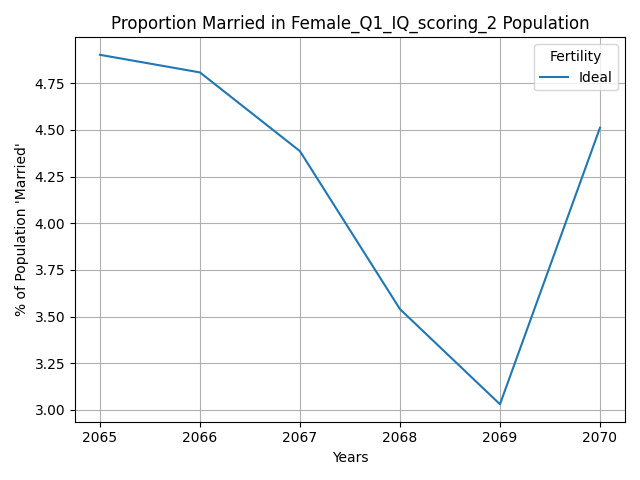 Proportion Married in Female_Q1_IQ_scoring_2 Population
Fertility
Ideal
% of Population 'Married'
4.75
4.50
4.25
4.00
3.75
3.50
3.25
3.00
2065 2066 2067 2068 2069 2070
Years